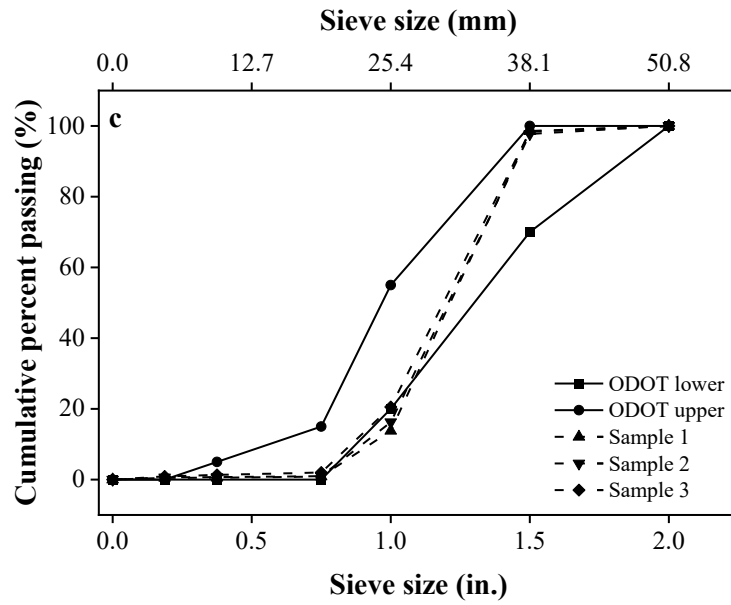 Sieve size (mm)
0.0 12.7 25.4 38.1 50.8
c
100
80
60
40
20
0
Cumulative percent passing (%)
ODOT lower
ODOT upper
Sample 1
Sample 2
Sample 3
0.0 0.5 1.0 1.5 2.0
Sieve size (in.)